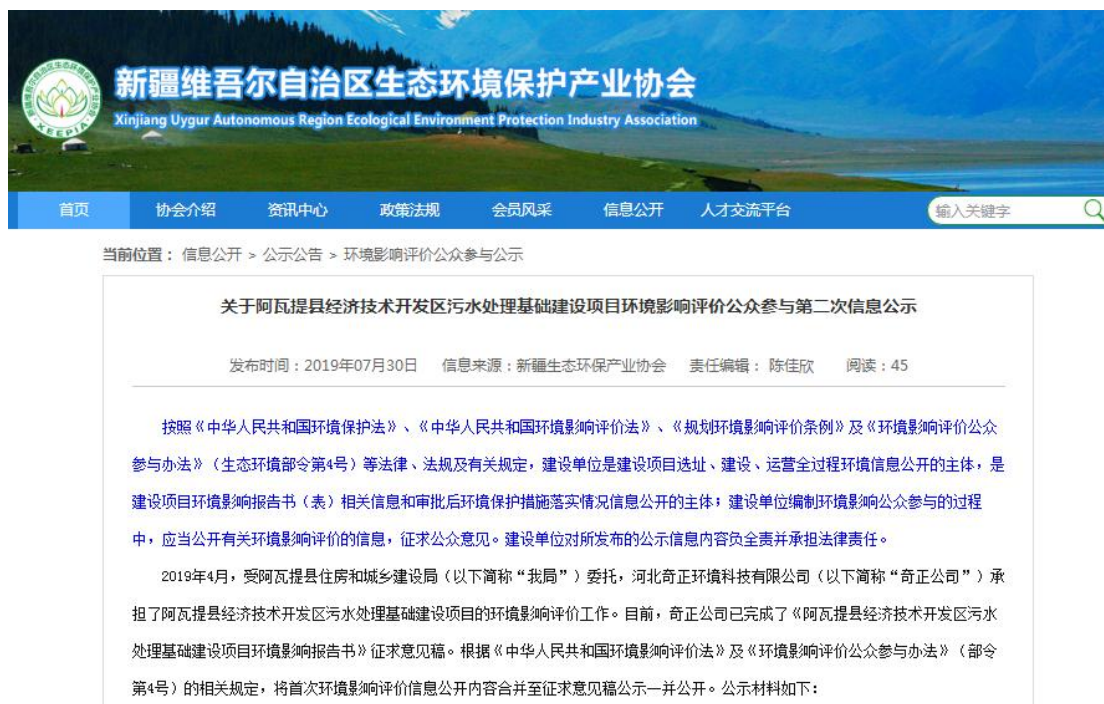 新疆维吾尔自治区生态环境保护产业协会
Xinjiang Uygur Autonomous Region Ecological Environment Protection Industry Association
XEEPIA
首页 协会介绍 资讯中心 政策法规 会员风采 信息公开 人才交流平台 输入关键字
当前位置： 信息公开 > 公示公告 > 环境影响评价公众参与公示
关于阿瓦提县经济技术开发区污水处理基础建设项目环境影响评价公众参与第二次信息公示
发布时间：2019年07月30日 信息来源：新疆生态环保产业协会 责任编辑： 陈佳欣 阅读：45
按照《中华人民共和国环境保护法》、《中华人民共和国环境影响评价法》、《规划环境影响评价条例》及《环境影响评价公众
参与办法》（生态环境部令第4号）等法律、法规及有关规定，建设单位是建设项目选址、建设、运营全过程环境信息公开的主体，是
建设项目环境影响报告书（表）相关信息和审批后环境保护措施落实情况信息公开的主体；建设单位编制环境影响公众参与的过程
中，应当公开有关环境影响评价的信息，征求公众意见。建设单位对所发布的公示信息内容负全责并承担法律责任。
2019年4月，受阿瓦提县住房和城乡建设局（以下简称“我局”）委托，河北奇正环境科技有限公司（以下简称“奇正公司”）承
担了阿瓦提县经济技术开发区污水处理基础建设项目的环境影响评价工作。目前，奇正公司已完成了《阿瓦提县经济技术开发区污水
处理基础建设项目环境影响报告书》征求意见稿。根据《中华人民共和国环境影响评价法》及《环境影响评价公众参与办法》（部令
第4号）的相关规定，将首次环境影响评价信息公开内容合并至征求意见稿公示一并公开。公示材料如下：